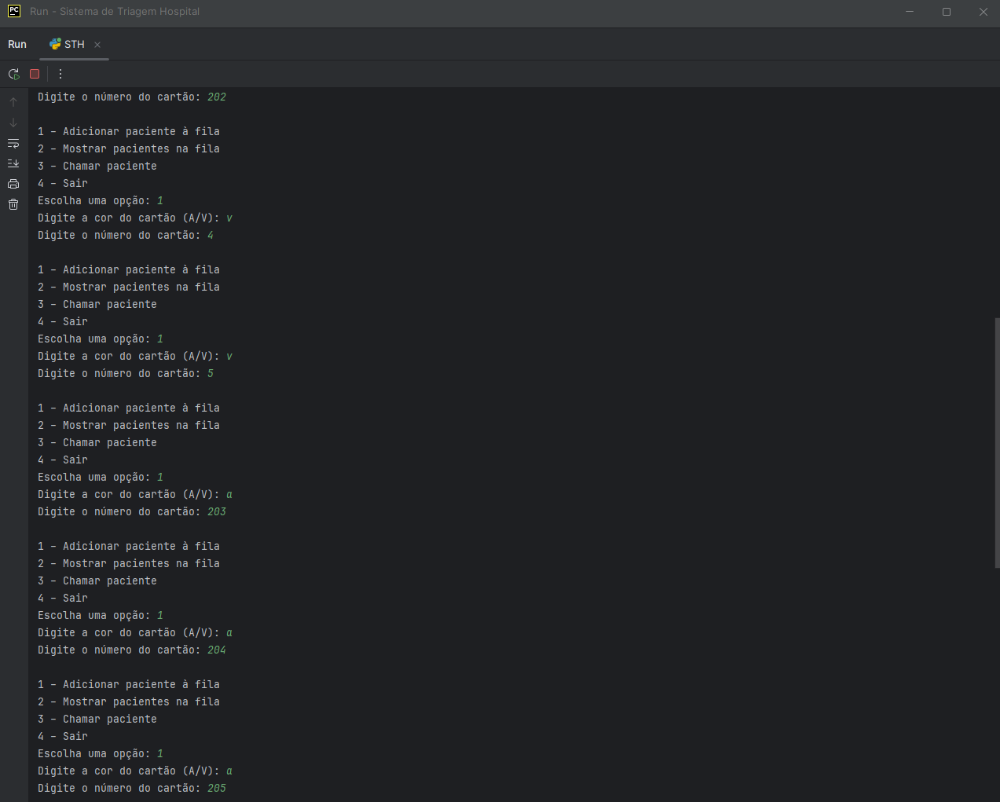 PC Run - Sistema de Triagem Hospital
Run STH
Digite o número do cartão: 202
1 - Adicionar paciente à fila
2 - Mostrar pacientes na fila
3 - Chamar paciente
4 - Sair
Escolha uma opção: 1
Digite a cor do cartão (A/V): v
Digite o número do cartão: 4
1 - Adicionar paciente à fila
2 - Mostrar pacientes na fila
3 - Chamar paciente
4 - Sair
Escolha uma opção: 1
Digite a cor do cartão (A/V): v
Digite o número do cartão: 5
1 - Adicionar paciente à fila
2 - Mostrar pacientes na fila
3 - Chamar paciente
4 - Sair
Escolha uma opção: 1
Digite a cor do cartão (A/V): a
Digite o número do cartão: 203
1 - Adicionar paciente à fila
2 - Mostrar pacientes na fila
3 - Chamar paciente
4 - Sair
Escolha uma opção: 1
Digite a cor do cartão (A/V): a
Digite o número do cartão: 204
1 - Adicionar paciente à fila
2 - Mostrar pacientes na fila
3 - Chamar paciente
4 - Sair
Escolha uma opção: 1
Digite a cor do cartão (A/V): a
Digite o número do cartão: 205